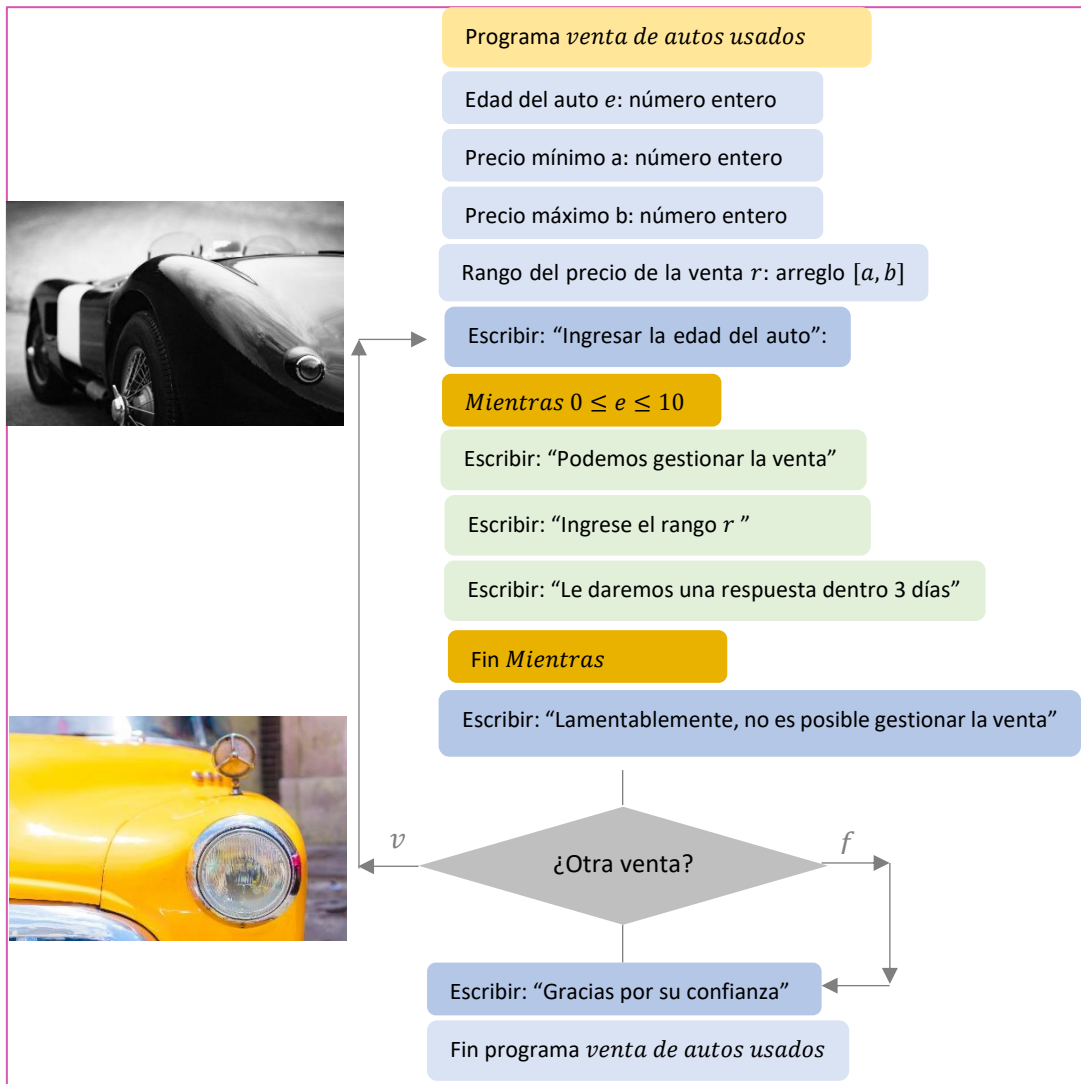 Programa venta de autos usados
Edad del auto e: número entero
Precio mínimo a: número entero
Precio máximo b: número entero
Rango del precio de la venta r: arreglo [a, b]
Escribir: “Ingresar la edad del auto”:
Mientras 0 ≤ e ≤ 10
Escribir: “Podemos gestionar la venta”
Escribir: “Ingrese el rango r ”
Escribir: “Le daremos una respuesta dentro 3 días”
Fin Mientras
Escribir: “Lamentablemente, no es posible gestionar la venta”
v
¿Otra venta?
f
Escribir: “Gracias por su confianza”
Fin programa venta de autos usados